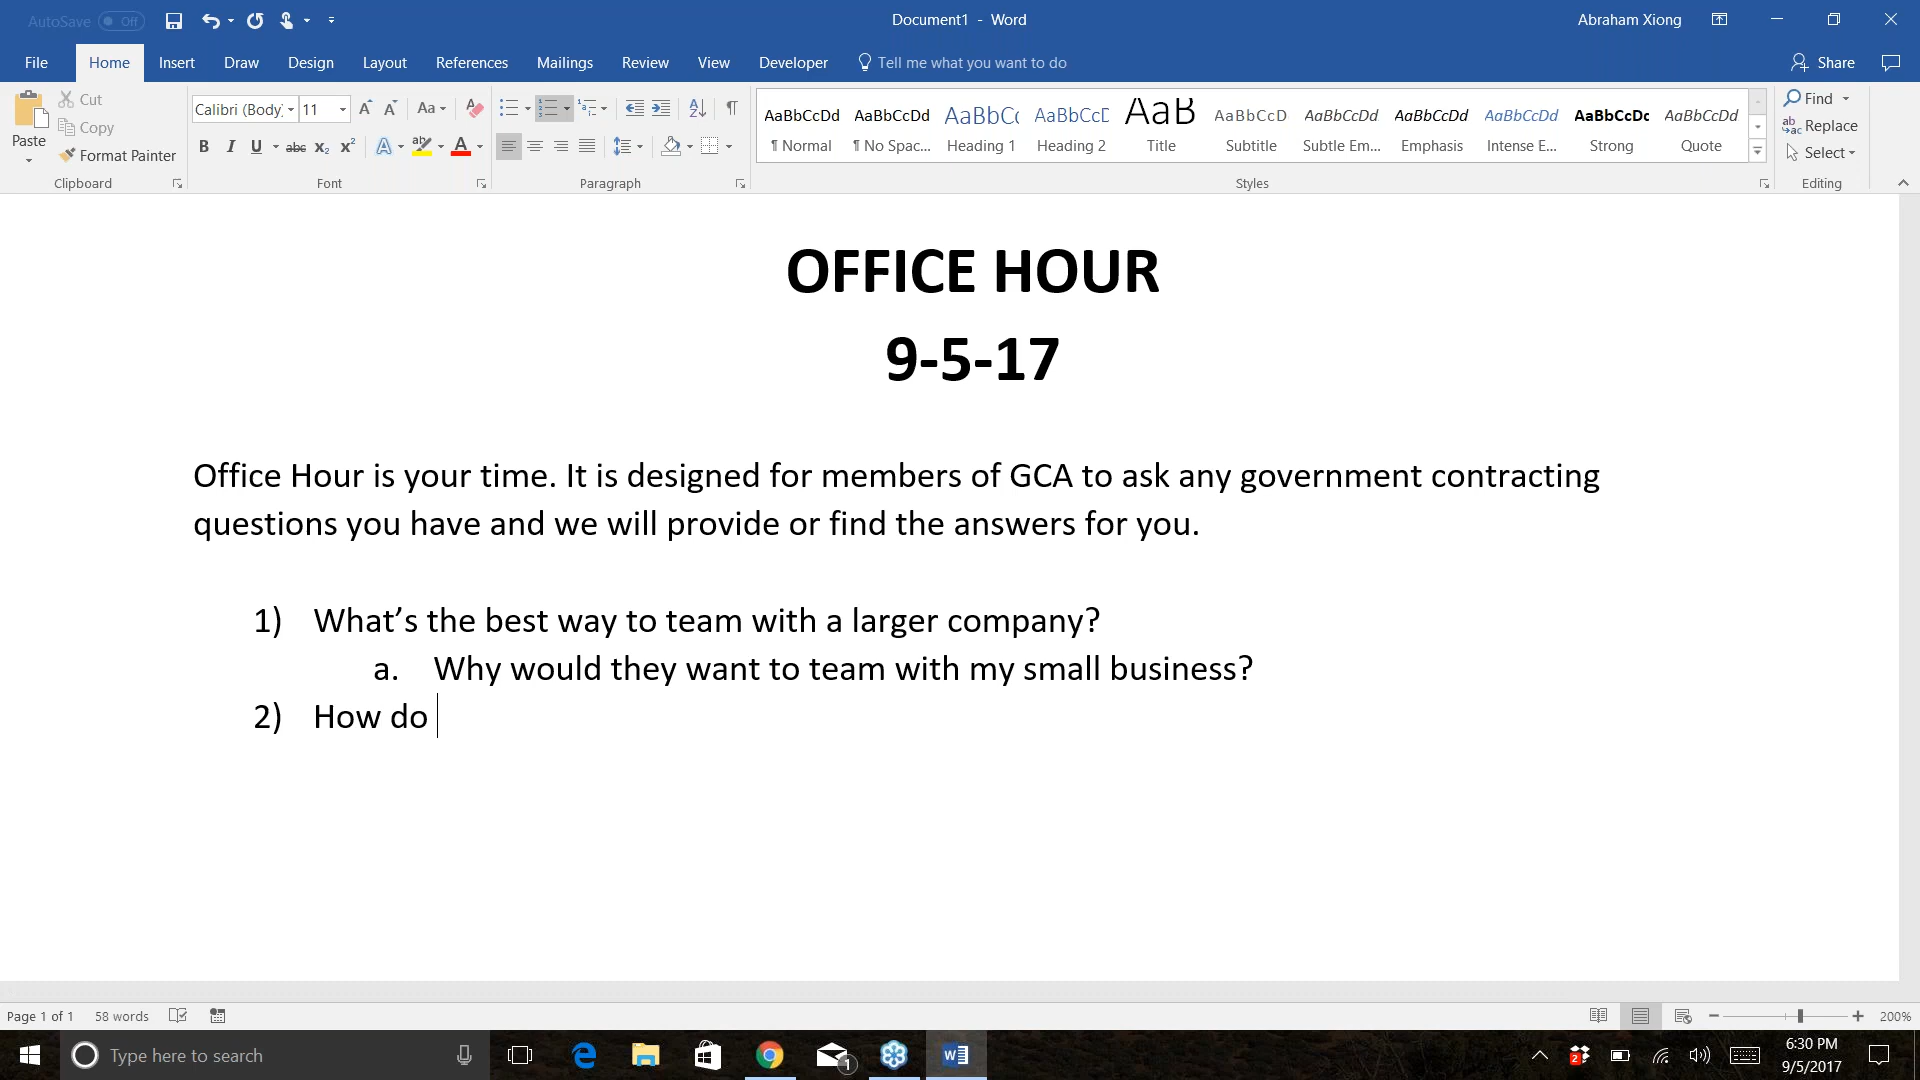 AutoSave Off
Document1 - Word
Abraham Xiong
File Home Insert Draw Design Layout References Mailings Review View Developer Tell me what you want to do Share
Paste
Cut
Copy
Format Painter
Clipboard
Calibri (Body) 11
Aa
B I U abc X₂ X² A ab A
Font
Paragraph
AaBbCcDd AaBbCcDd AaBbCc AaBbCcD AaB AaBbCcD AaBbCcDd AaBbCcDd AaBbCcDd AaBbCcDc AaBbCcDd
¶ Normal ¶ No Spac... Heading 1 Heading 2 Title Subtitle Subtle Em... Emphasis Intense E... Strong Quote
Styles
Find
Replace
Select
Editing
OFFICE HOUR
9-5-17
Office Hour is your time. It is designed for members of GCA to ask any government contracting
questions you have and we will provide or find the answers for you.
1) What’s the best way to team with a larger company?
a. Why would they want to team with my small business?
2) How do
Page 1 of 1 58 words
200%
Type here to search
1
2
6:30 PM
9/5/2017